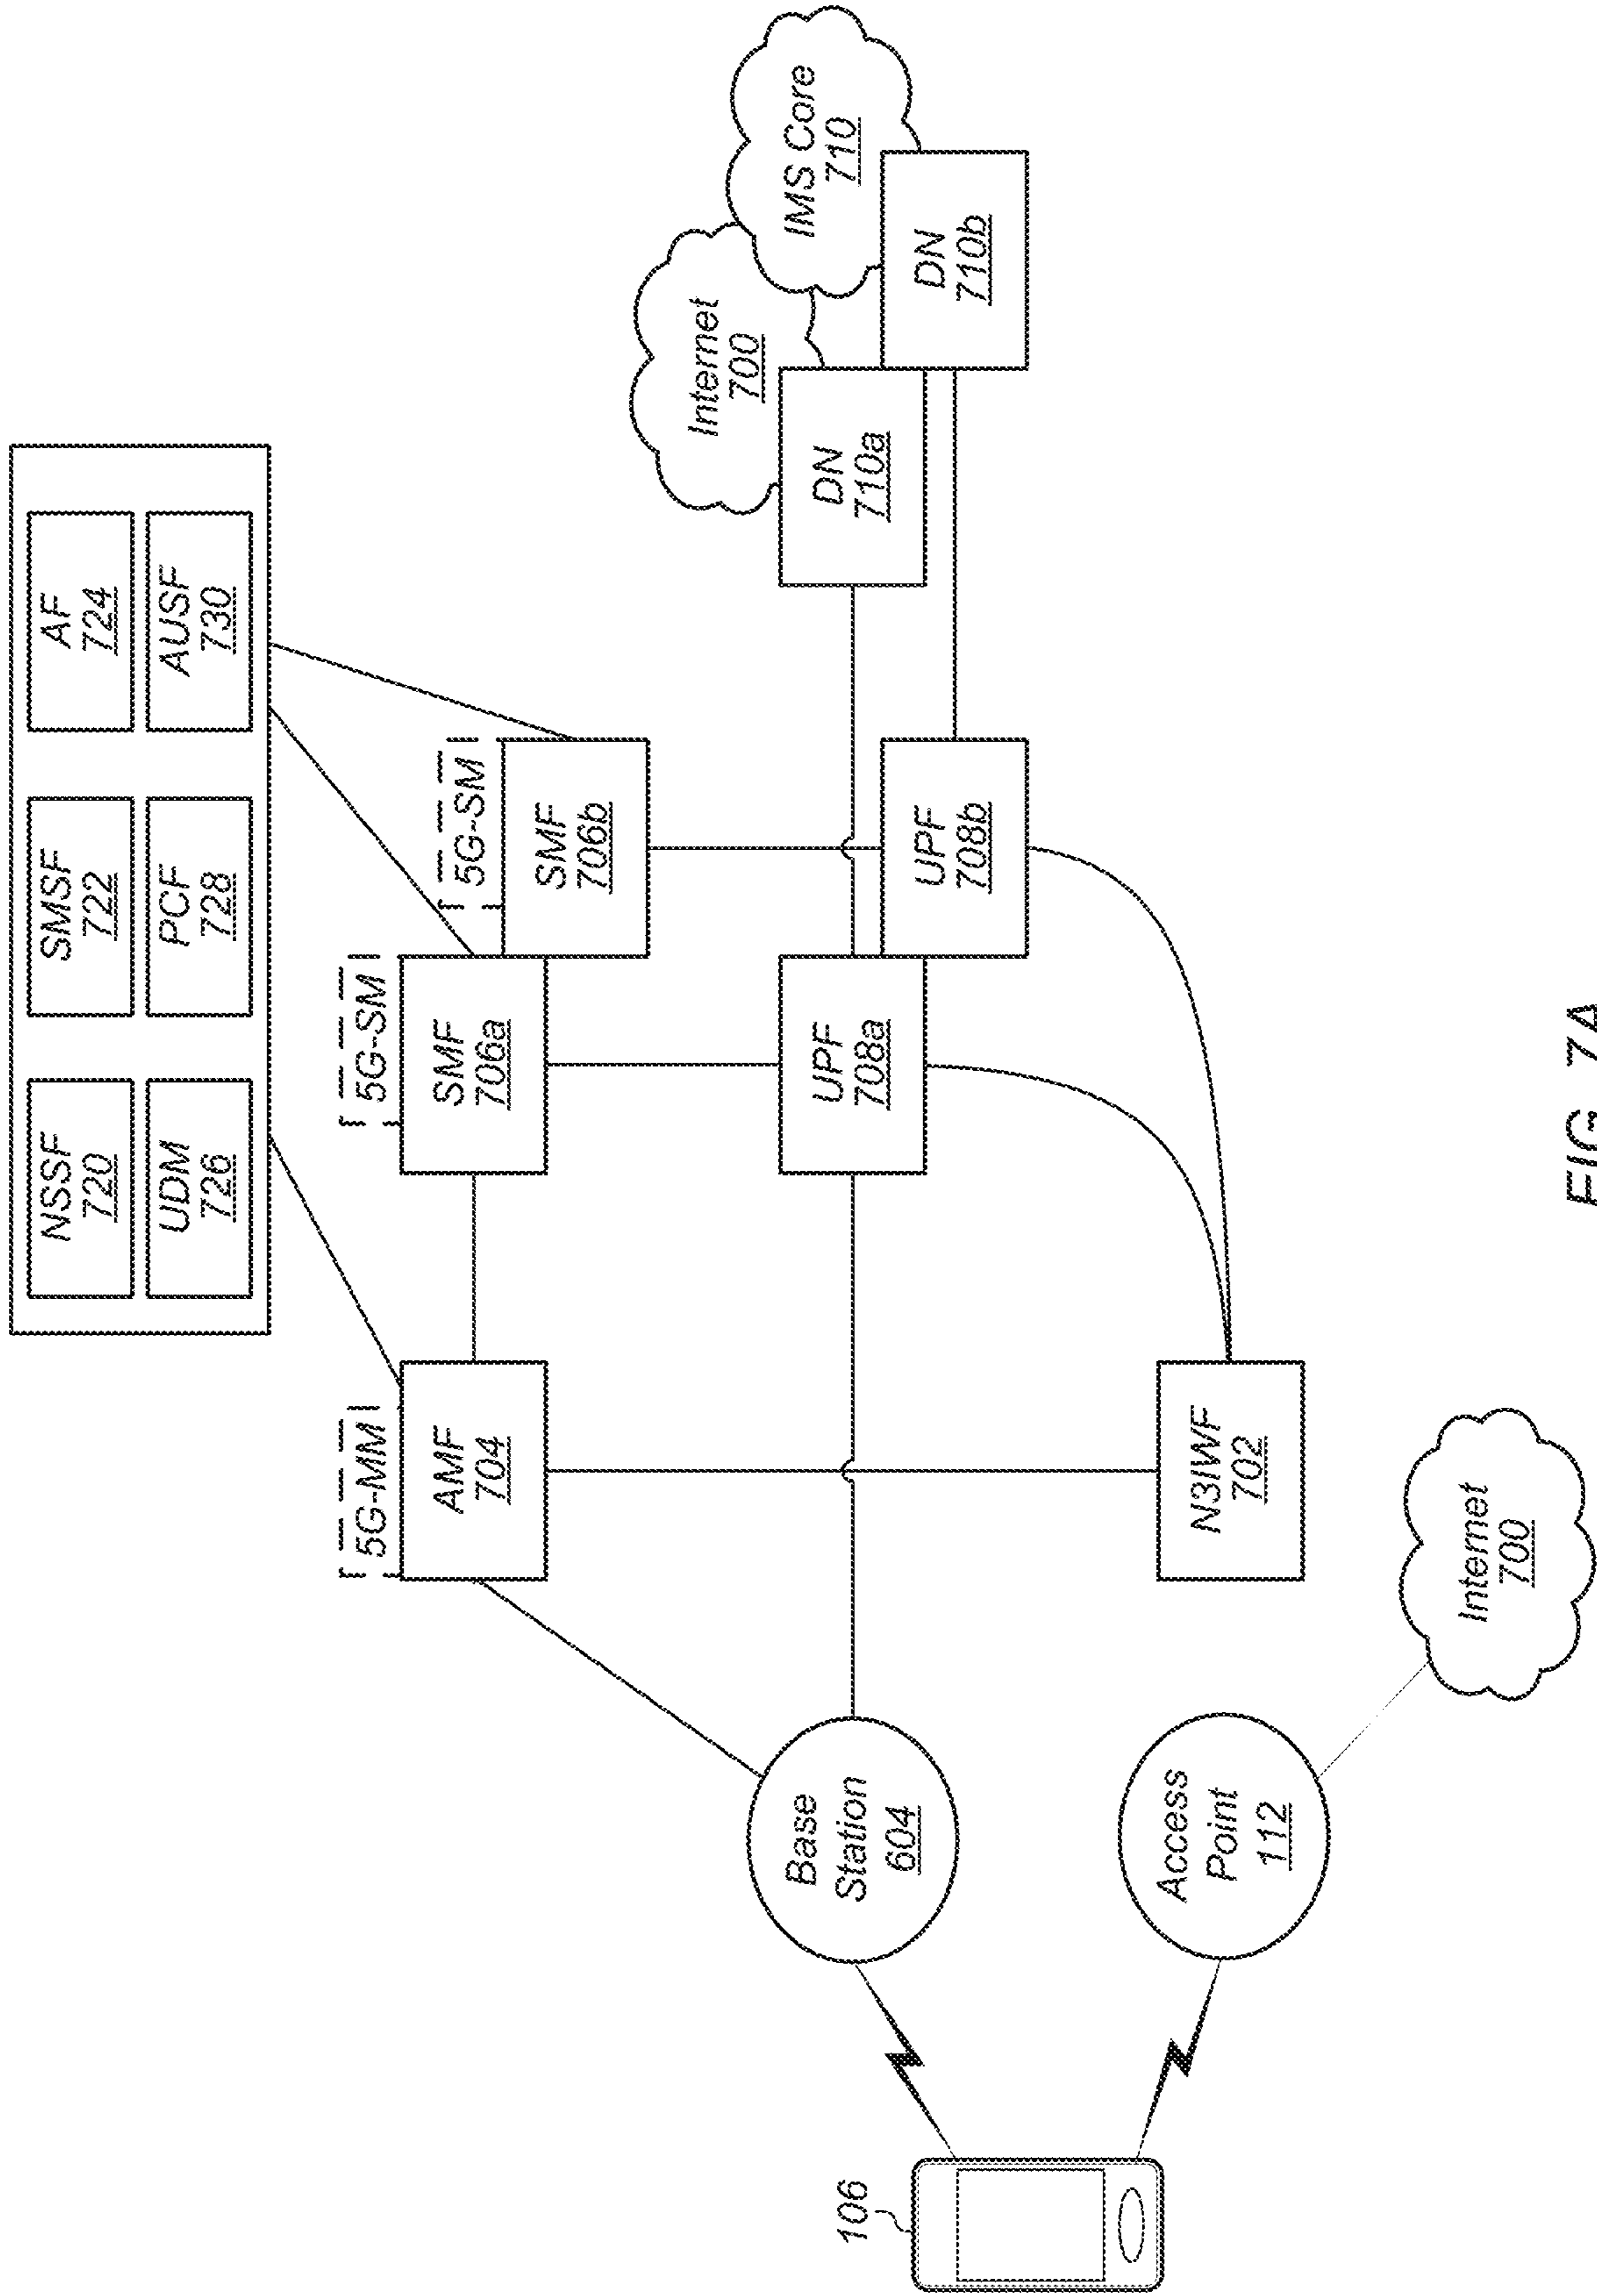 NSSF
720
SMSF
722
AF
724
UDM
726
PCF
728
AUSF
730
5G-MM
AMF
704
5G-SM
SMF
706a
5G-SM
SMF
706b
Internet
700
IMS Core
710
106
Base
Station
604
UPF
708a
UPF
708b
DN
710a
DN
710b
Access
Point
112
N3IWF
702
Internet
700
FIG. 7A